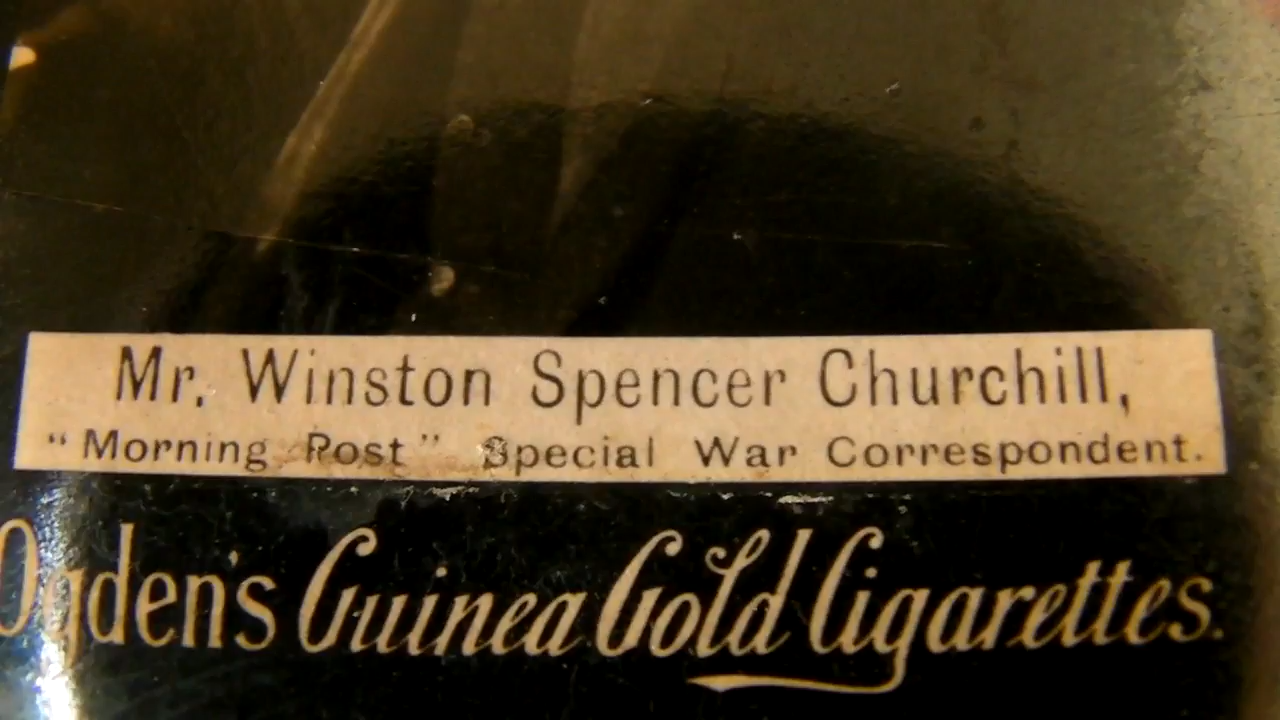 Mr. Winston Spencer Churchill,
"Morning Post" Special War Correspondent.
Ogden's Guinea Gold Cigarettes.